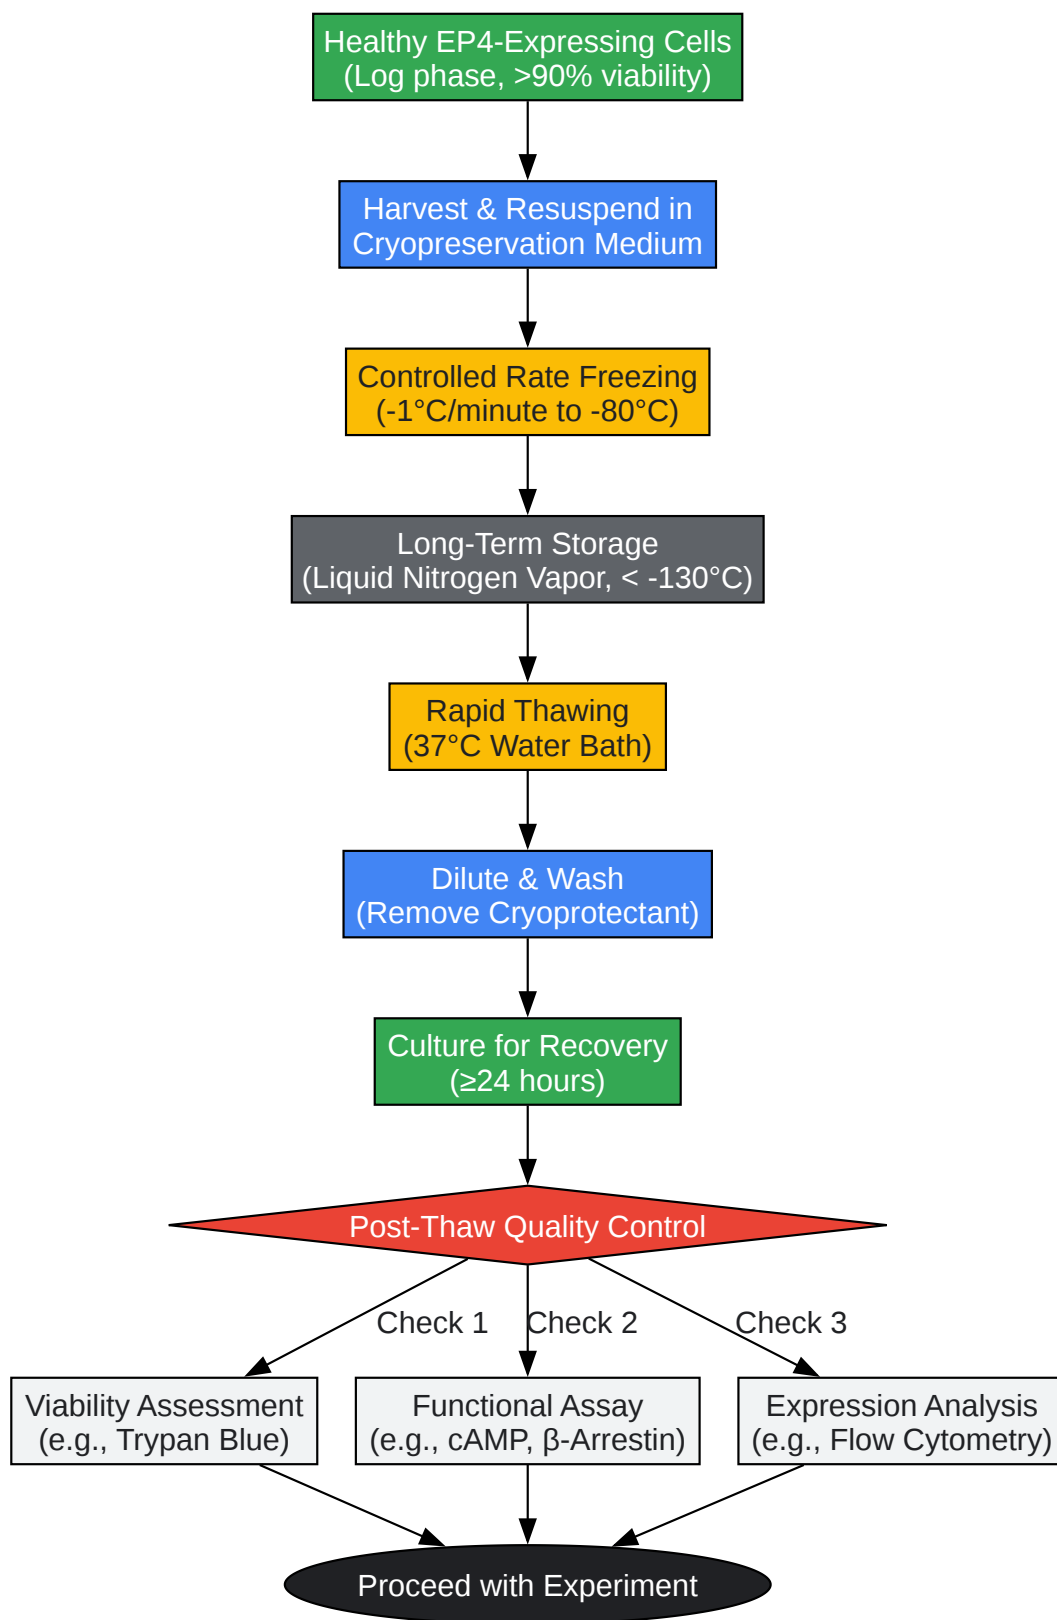 Healthy EP4-Expressing Cells
(Log phase, >90% viability)
Harvest & Resuspend in
Cryopreservation Medium
Controlled Rate Freezing
(-1°C/minute to -80°C)
Long-Term Storage
(Liquid Nitrogen Vapor, < -130°C)
Rapid Thawing
(37°C Water Bath)
Dilute & Wash
(Remove Cryoprotectant)
Culture for Recovery
(≥24 hours)
Post-Thaw Quality Control
Check 1
Check 2
Check 3
Viability Assessment
(e.g., Trypan Blue)
Functional Assay
(e.g., cAMP, β-Arrestin)
Expression Analysis
(e.g., Flow Cytometry)
Proceed with Experiment